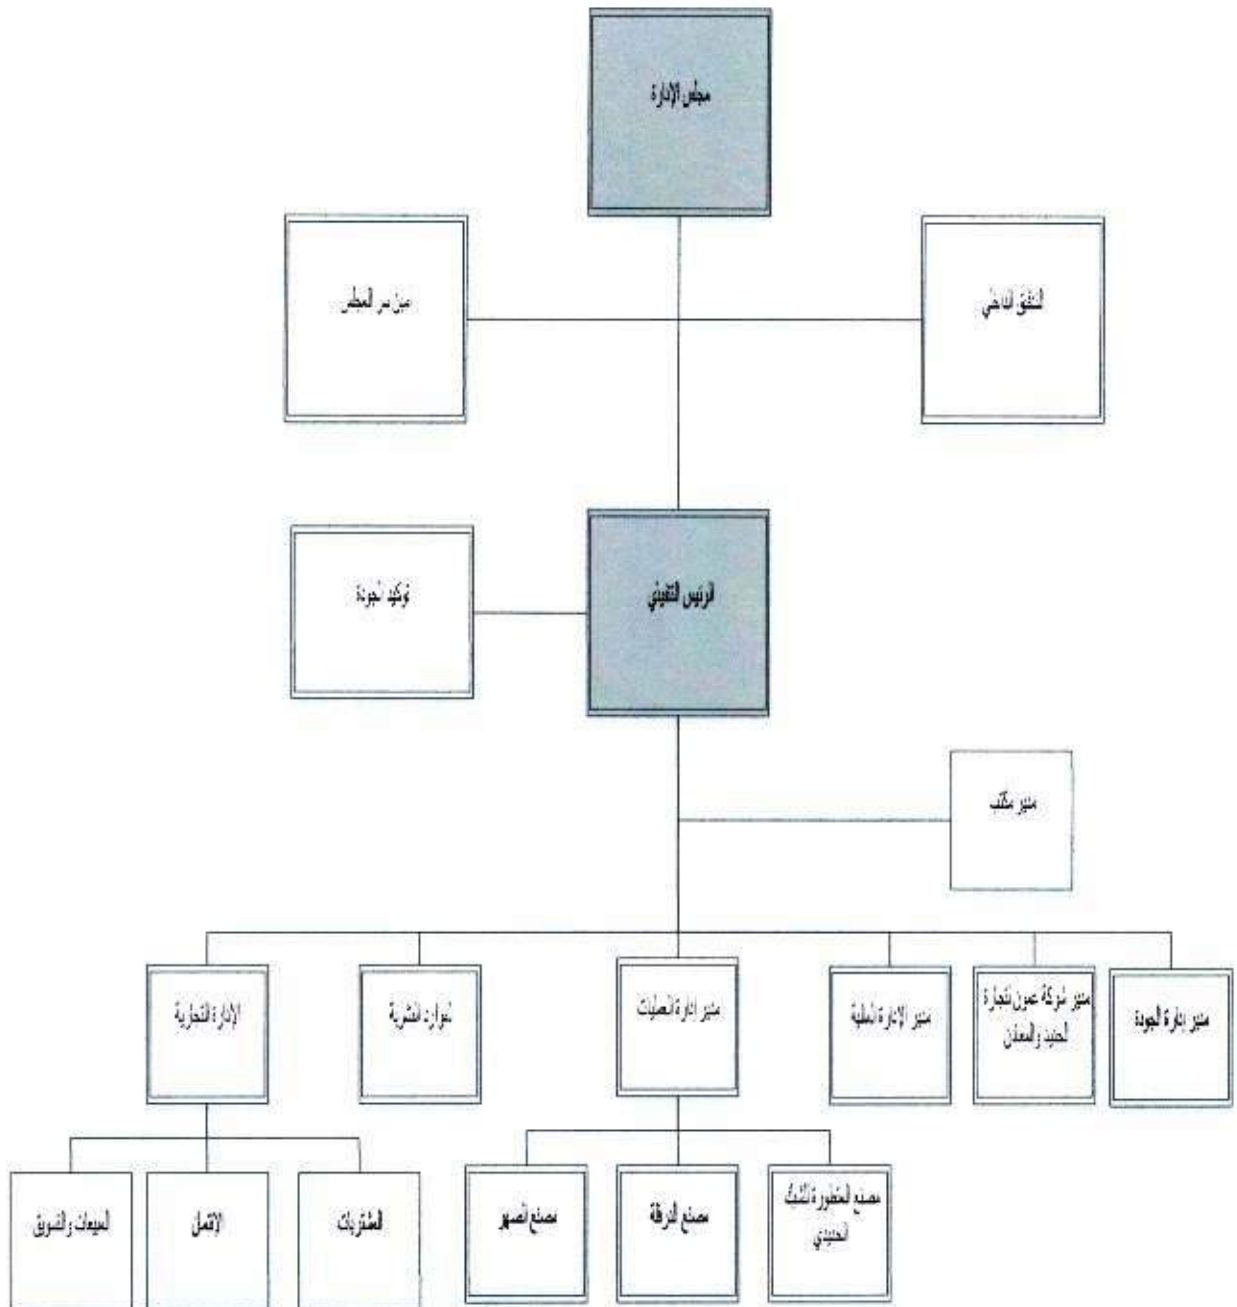 مجلس الإدارة
التدقيق الداخلي
أمين سر المجلس
الرئيس التنفيذي
توكيد الجودة
مدير مكتب
مدير إدارة الجودة
مدير شركة عمون لتجارة
الحديد والمعادن
مدير الإدارة المالية
مدير إدارة العمليات
الموارد البشرية
الإدارة التجارية
مصنع المتطورة للشبك
الحديدي
مصنع الدرفلة
مصنع الصهر
المشتريات
الإئتمان
المبيعات والتسويق